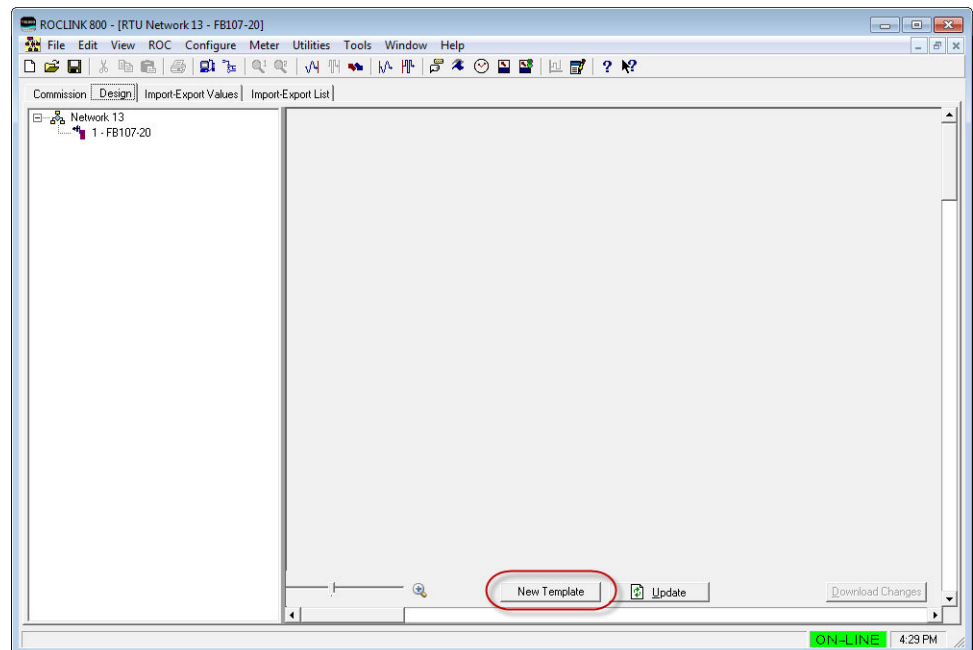 ROCLINK 800 - [RTU Network 13 - FB107-20]
File Edit View ROC Configure Meter Utilities Tools Window Help
Commission Design Import-Export Values Import-Export List
Network 13
1 - FB107-20
New Template Update Download Changes
ON-LINE 4:29 PM